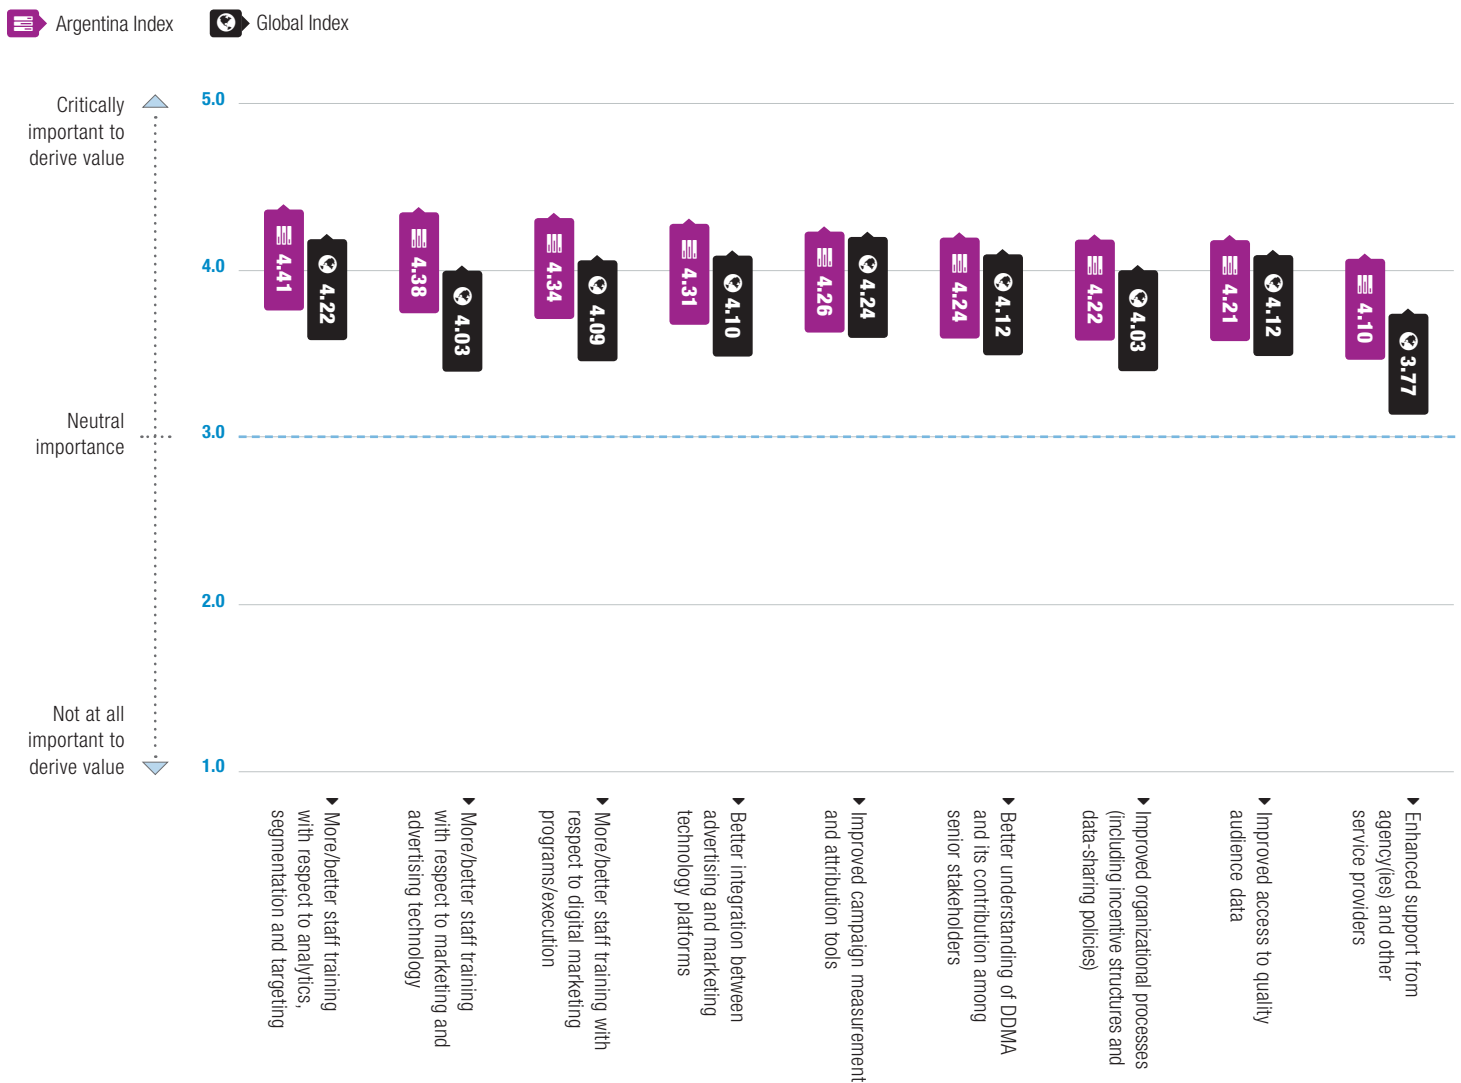 Argentina Index
Global Index
Critically
important to
derive value
Neutral
importance
Not at all
important to
derive value
5.0
4.0
3.0
2.0
1.0
4.41
4.22
4.38
4.03
4.34
4.09
4.31
4.10
4.26
4.24
4.24
4.12
4.22
4.03
4.21
4.12
4.10
3.77
More/better staff training
with respect to analytics,
segmentation and targeting
More/better staff training
with respect to marketing and
advertising technology
More/better staff training with
respect to digital marketing
programs/execution
Better integration between
advertising and marketing
technology platforms
Improved campaign measurement
and attribution tools
Better understanding of DDMA
and its contribution among
senior stakeholders
Improved organizational processes
(including incentive structures and
data-sharing policies)
Improved access to quality
audience data
Enhanced support from
agency(ies) and other
service providers